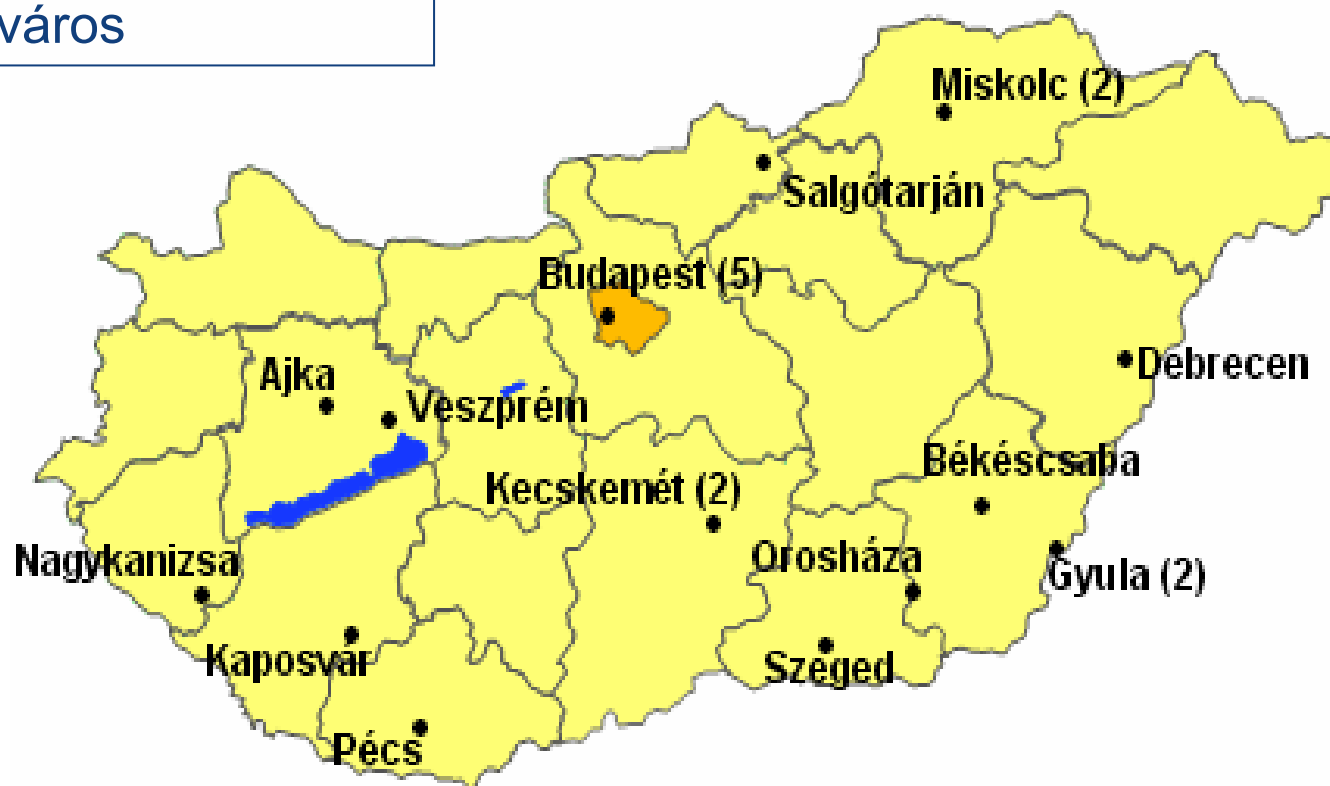 város
Miskolc (2)
Salgótarján
Budapest (5)
Debrecen
Ajka
Veszprém
Békéscsaba
Kecskemét (2)
Nagykanizsa
Orosháza
Gyula (2)
Kaposvár
Szeged
Pécs